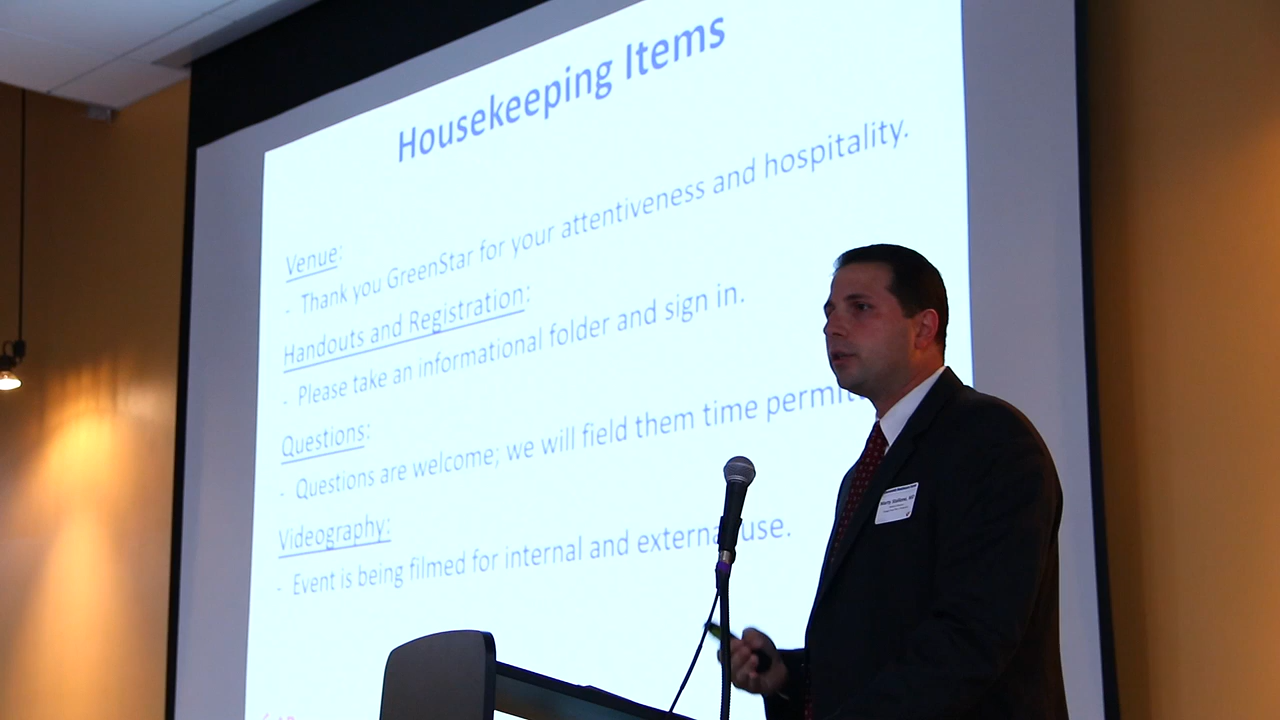 Housekeeping Items
Venue:
- Thank you GreenStar for your attentiveness and hospitality.
Handouts and Registration:
- Please take an informational folder and sign in.
Questions:
- Questions are welcome; we will field them time
Videography:
- Event is being filmed for internal and external use.